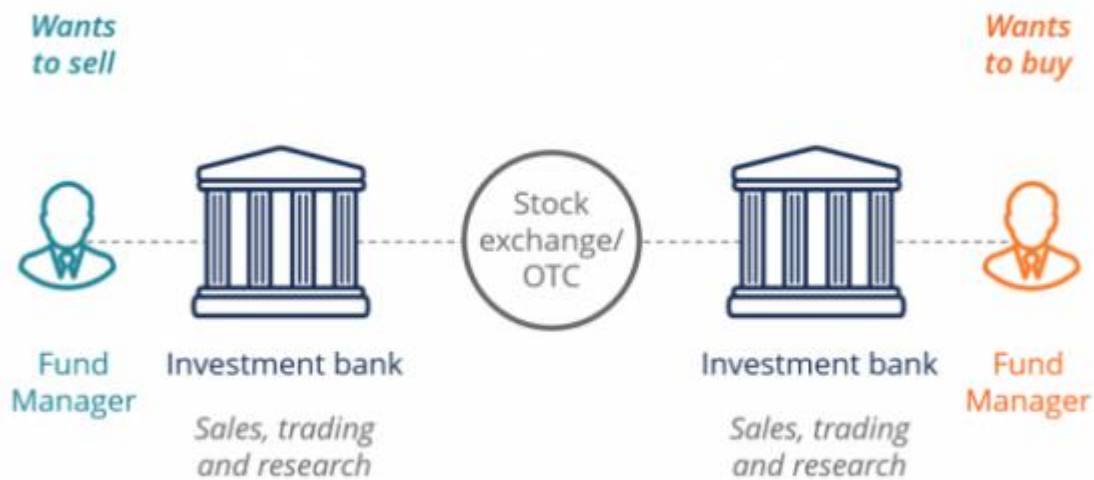 Wants
to sell
Wants
to buy
Stock
exchange/
OTC
Fund
Manager
Investment bank
Sales, trading
and research
Investment bank
Sales, trading
and research
Fund
Manager